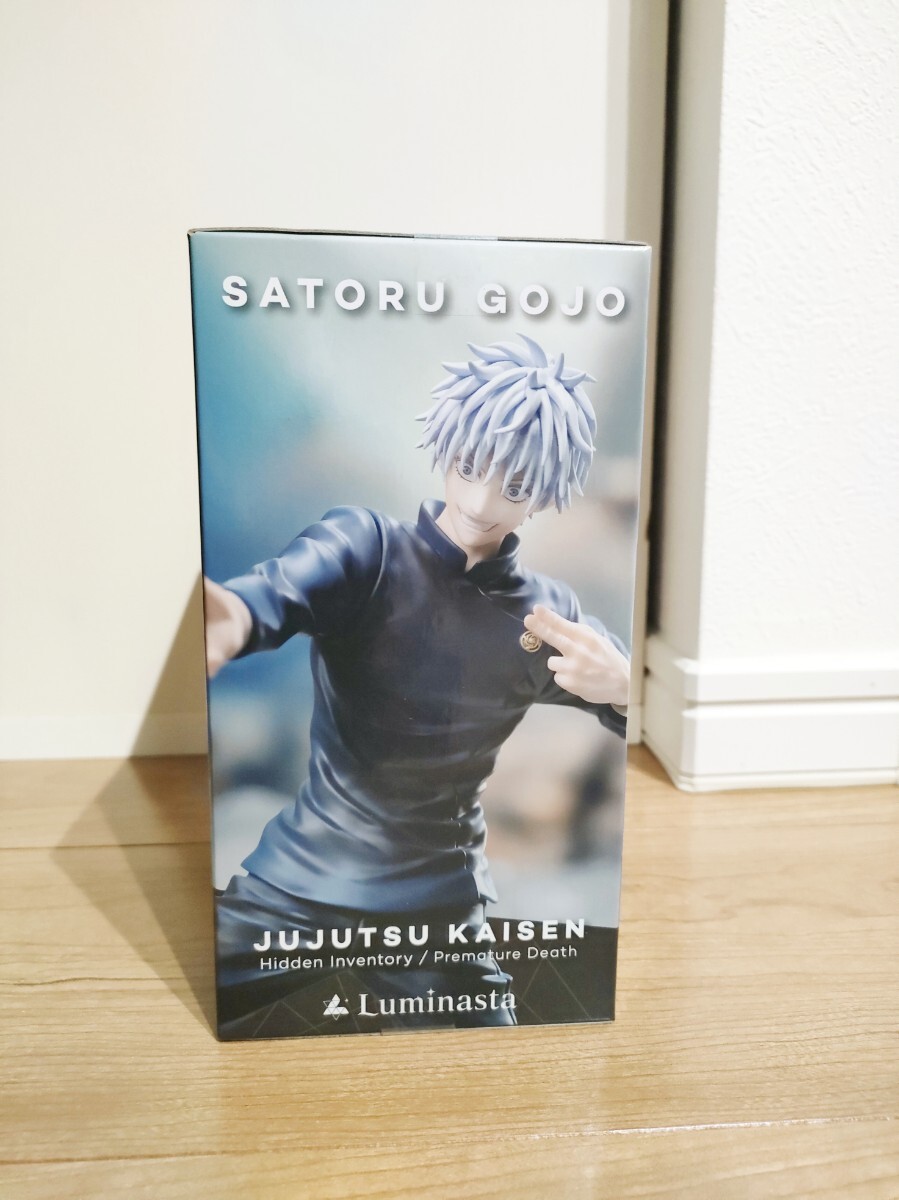 SATORU GOJO
JUJUTSU KAISEN
Hidden Inventory / Premature Death
Luminasta